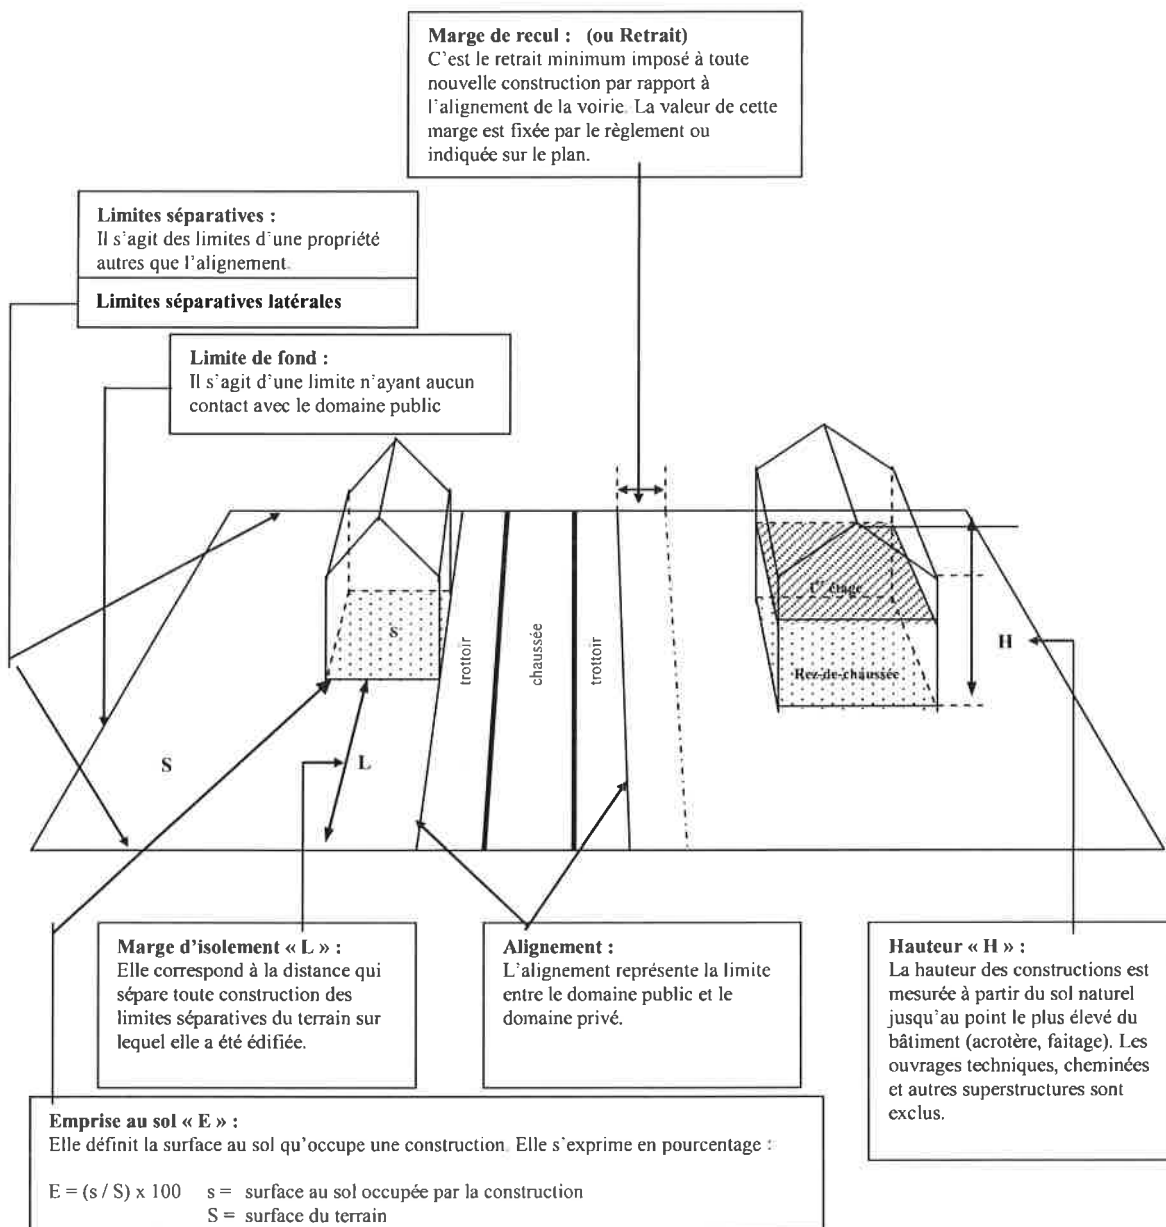 Marge de recul : (ou Retrait)
C'est le retrait minimum imposé à toute
nouvelle construction par rapport à
l'alignement de la voirie. La valeur de cette
marge est fixée par le règlement ou
indiquée sur le plan.
Limites séparatives :
Il s'agit des limites d'une propriété
autres que l'alignement.
Limites séparatives latérales
Limite de fond :
Il s'agit d'une limite n'ayant aucun
contact avec le domaine public
S
trottoir
chaussée
trottoir
1er étage
Rez-de-chaussée
H
S
L
Marge d'isolement « L » :
Elle correspond à la distance qui
sépare toute construction des
limites séparatives du terrain sur
lequel elle a été édifiée.
Alignement :
L'alignement représente la limite
entre le domaine public et le
domaine privé.
Hauteur « H » :
La hauteur des constructions est
mesurée à partir du sol naturel
jusqu'au point le plus élevé du
bâtiment (acrotère, faitage). Les
ouvrages techniques, cheminées
et autres superstructures sont
exclus.
Emprise au sol « E » :
Elle définit la surface au sol qu'occupe une construction. Elle s'exprime en pourcentage :
E = (s / S) x 100 s = surface au sol occupée par la construction
S = surface du terrain